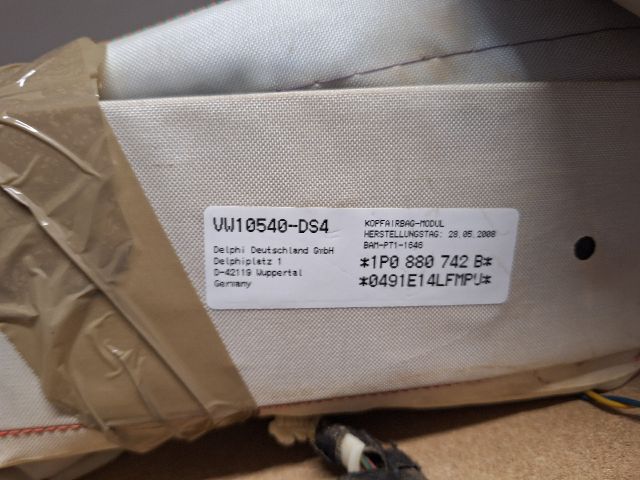 VW10540-DS4
Delphi Deutschland GmbH
Delphiplatz 1
D-42119 Wuppertal
Germany
KOPFAIRBAG-MODUL
HERSTELLUNGSTAG: 28.05.2008
BAM-PT1-1646
*1P0 880 742 B*
*0491E14LFMPU*